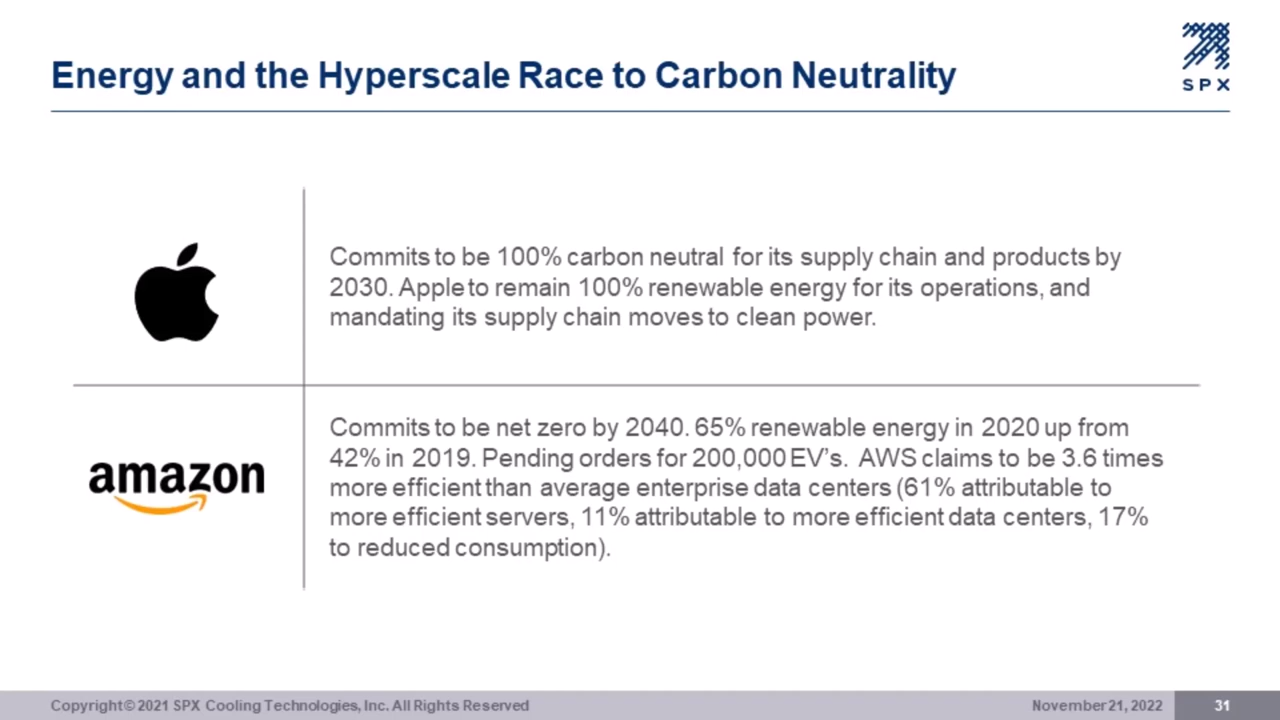 Energy and the Hyperscale Race to Carbon Neutrality
SPX
Commits to be 100% carbon neutral for its supply chain and products by
2030. Apple to remain 100% renewable energy for its operations, and
mandating its supply chain moves to clean power.
amazon
Commits to be net zero by 2040. 65% renewable energy in 2020 up from
42% in 2019. Pending orders for 200,000 EV’s. AWS claims to be 3.6 times
more efficient than average enterprise data centers (61% attributable to
more efficient servers, 11% attributable to more efficient data centers, 17%
to reduced consumption).
Copyright © 2021 SPX Cooling Technologies, Inc. All Rights Reserved
November 21, 2022
31